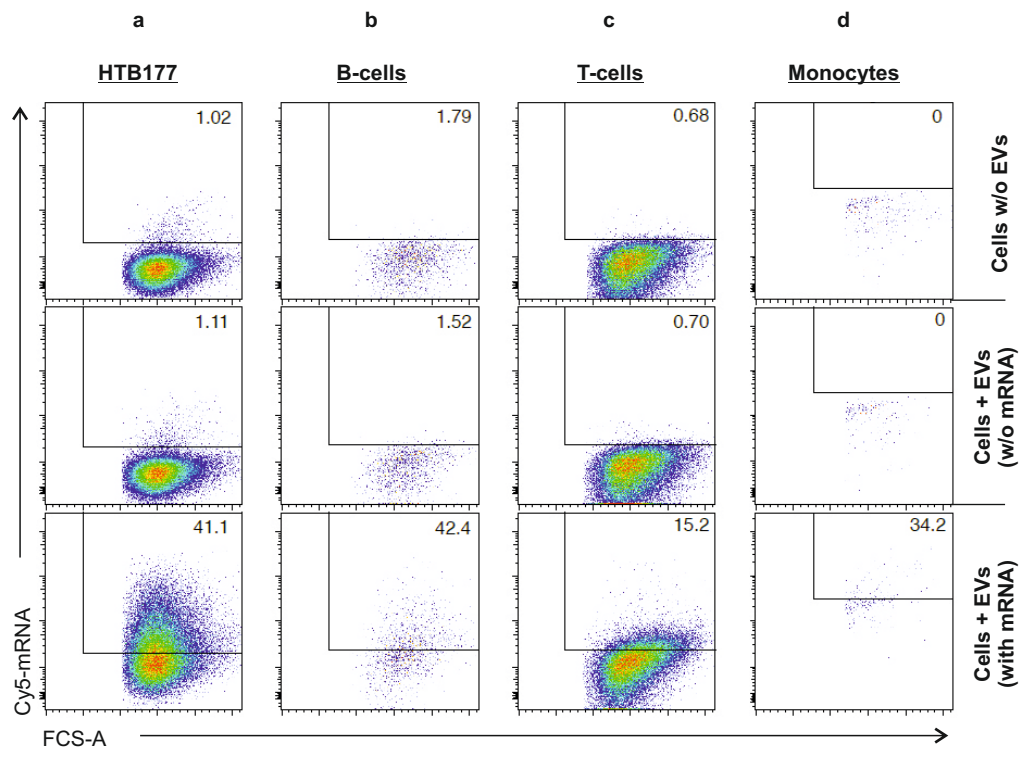 a b c d
HTB177 B-cells T-cells Monocytes
1.02 1.79 0.68 0
Cells w/o EVs
1.11 1.52 0.70 0
Cells + EVs
(w/o mRNA)
41.1 42.4 15.2 34.2
Cells + EVs
(with mRNA)
Cy5-mRNA
FCS-A